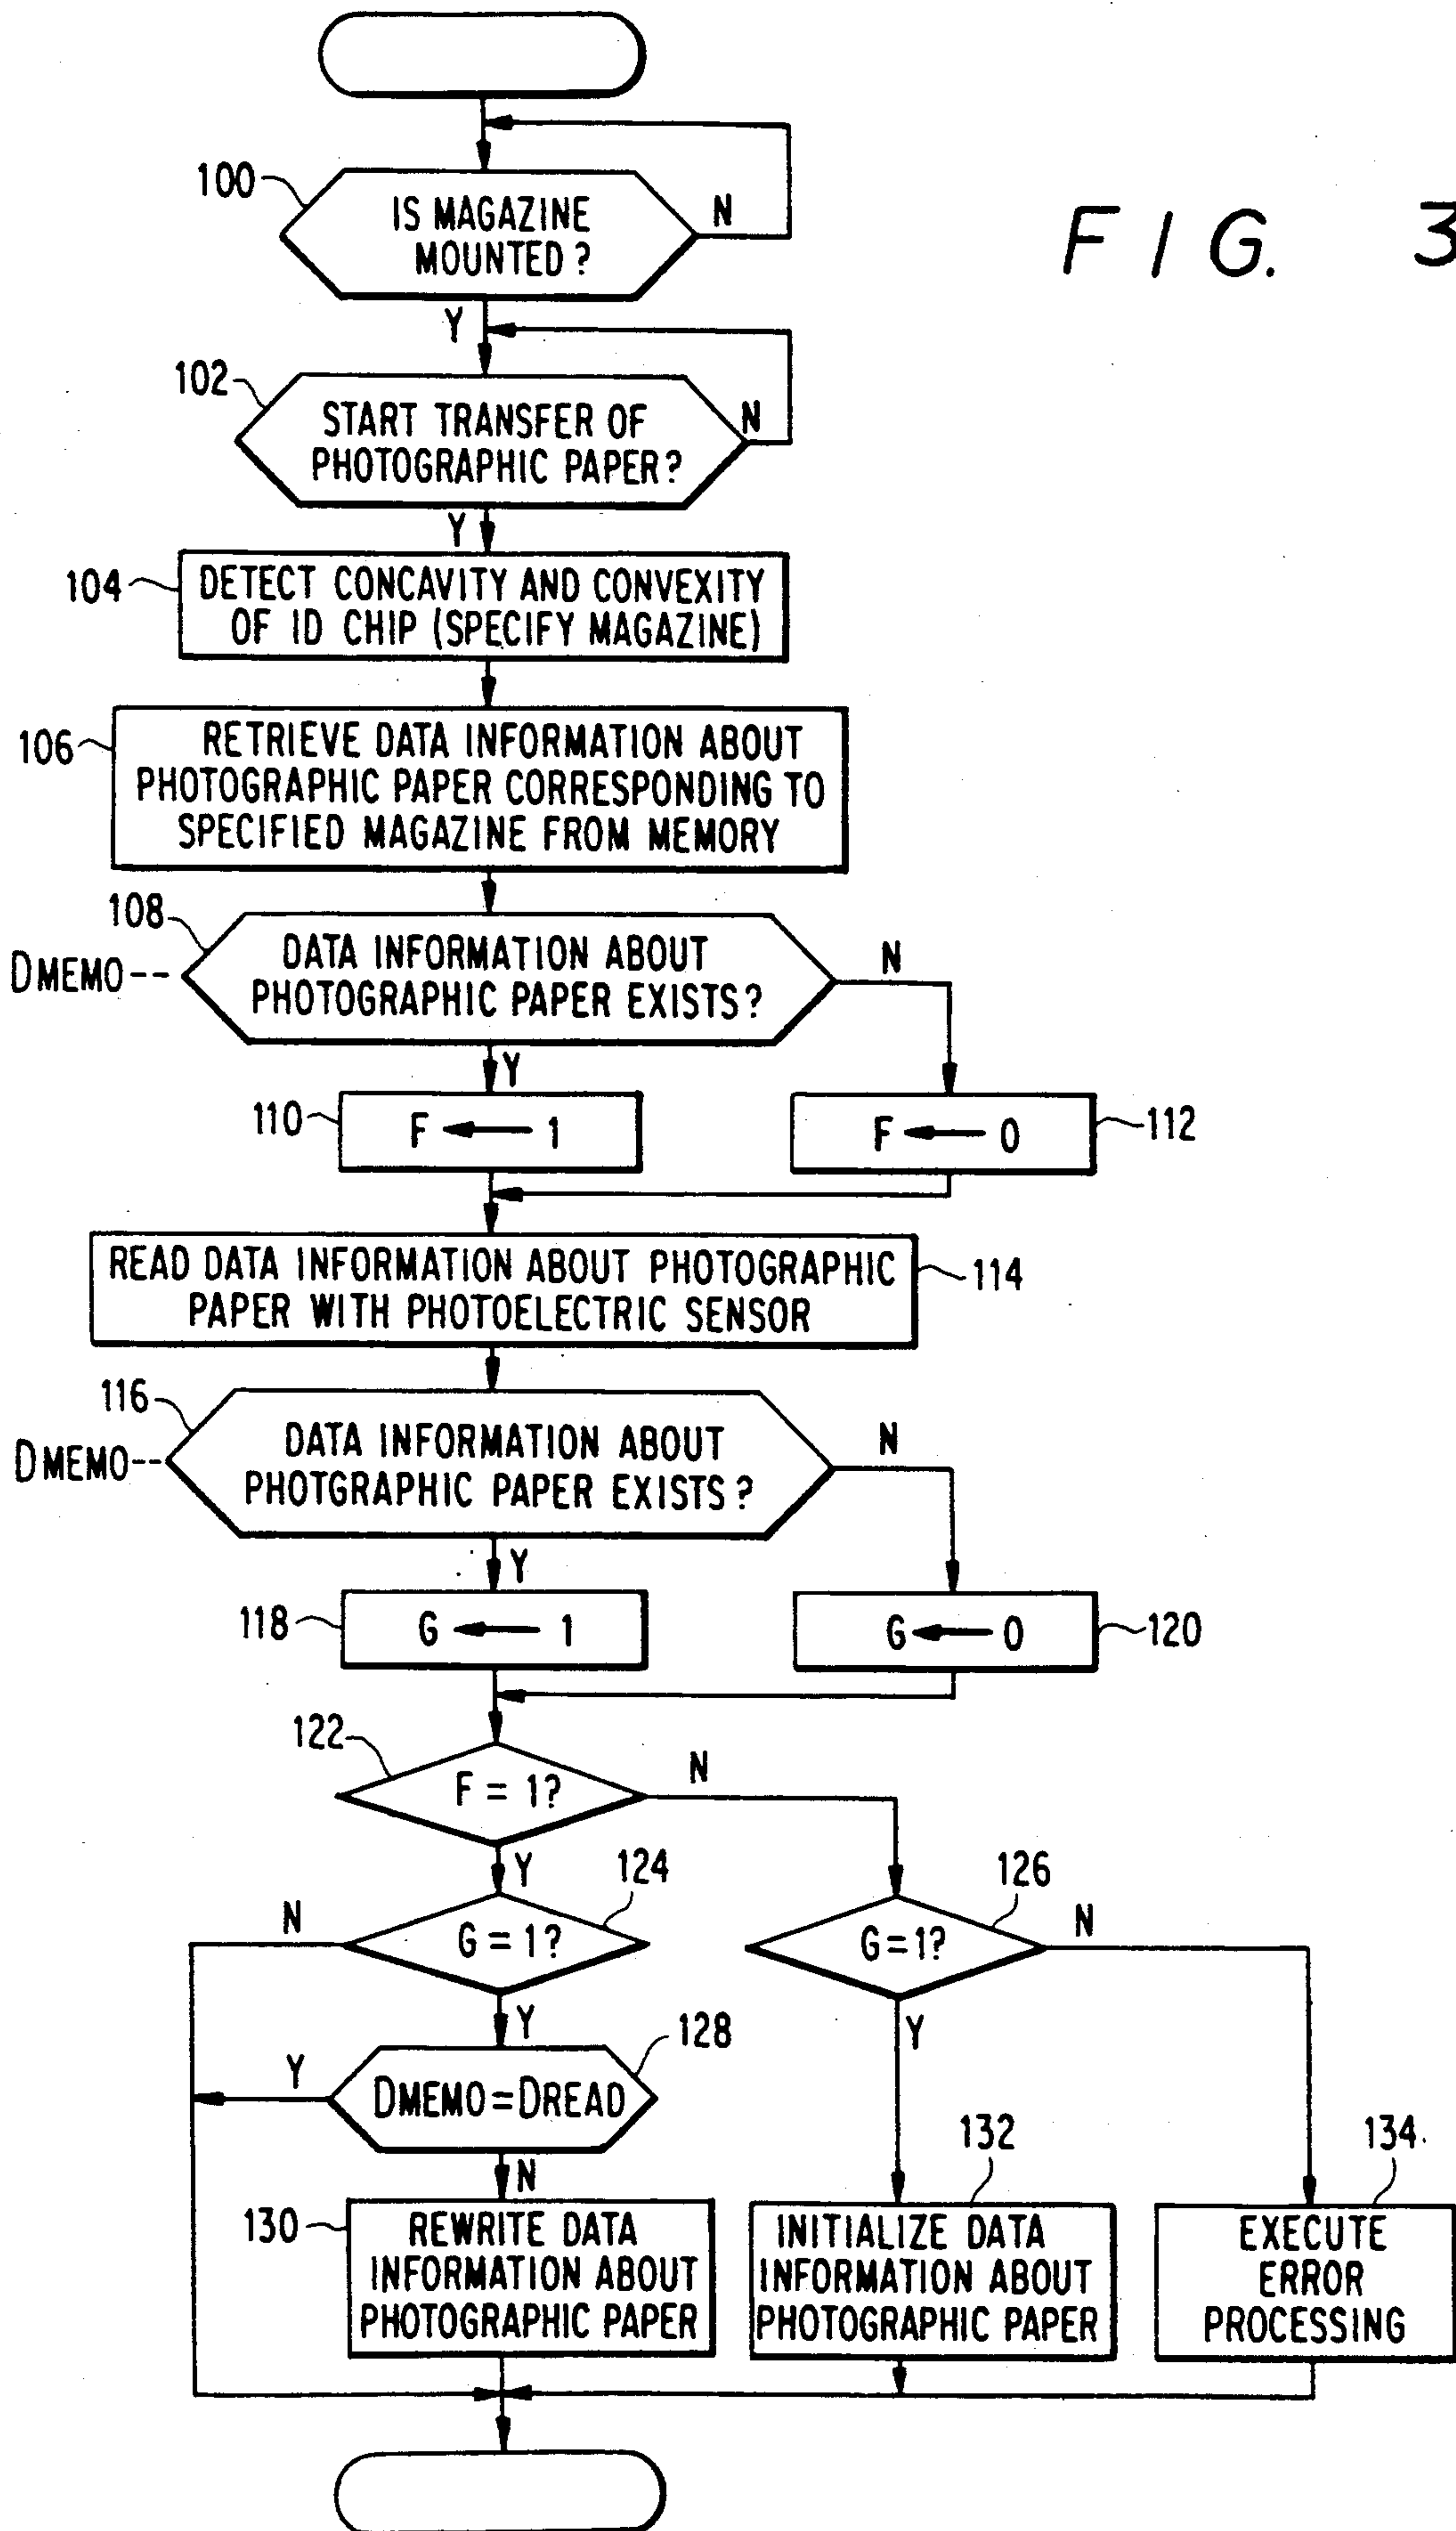 FIG. 3
100
IS MAGAZINE
MOUNTED?
N
Y
102
START TRANSFER OF
PHOTOGRAPHIC PAPER?
N
Y
104
DETECT CONCAVITY AND CONVEXITY
OF ID CHIP (SPECIFY MAGAZINE)
106
RETRIEVE DATA INFORMATION ABOUT
PHOTOGRAPHIC PAPER CORRESPONDING TO
SPECIFIED MAGAZINE FROM MEMORY
108
DMEMO--
DATA INFORMATION ABOUT
PHOTOGRAPHIC PAPER EXISTS?
N
Y
110
F ← 1
F ← 0
112
READ DATA INFORMATION ABOUT PHOTOGRAPHIC
PAPER WITH PHOTOELECTRIC SENSOR
114
116
DMEMO--
DATA INFORMATION ABOUT
PHOTGRAPHIC PAPER EXISTS?
N
Y
118
G ← 1
G ← 0
120
122
F = 1?
N
Y
124
N
G = 1?
Y
126
G=1?
N
Y
128
Y
DMEMO=DREAD
N
130
REWRITE DATA
INFORMATION ABOUT
PHOTOGRAPHIC PAPER
132
INITIALIZE DATA
INFORMATION ABOUT
PHOTOGRAPHIC PAPER
134
EXECUTE
ERROR
PROCESSING